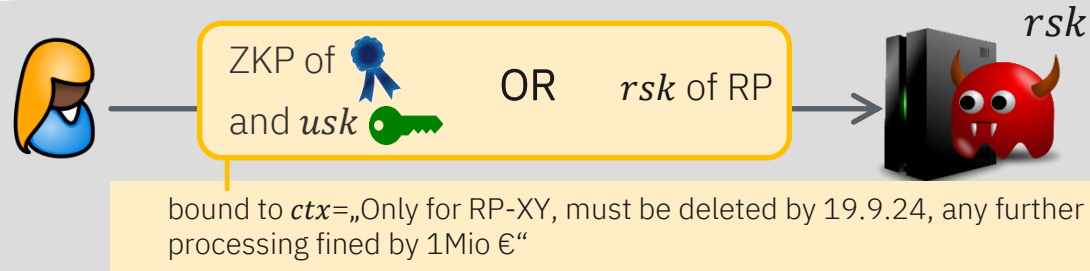 rsk
ZKP of
and usk
OR
rsk of RP
bound to ctx=„Only for RP-XY, must be deleted by 19.9.24, any further
processing fined by 1Mio €“